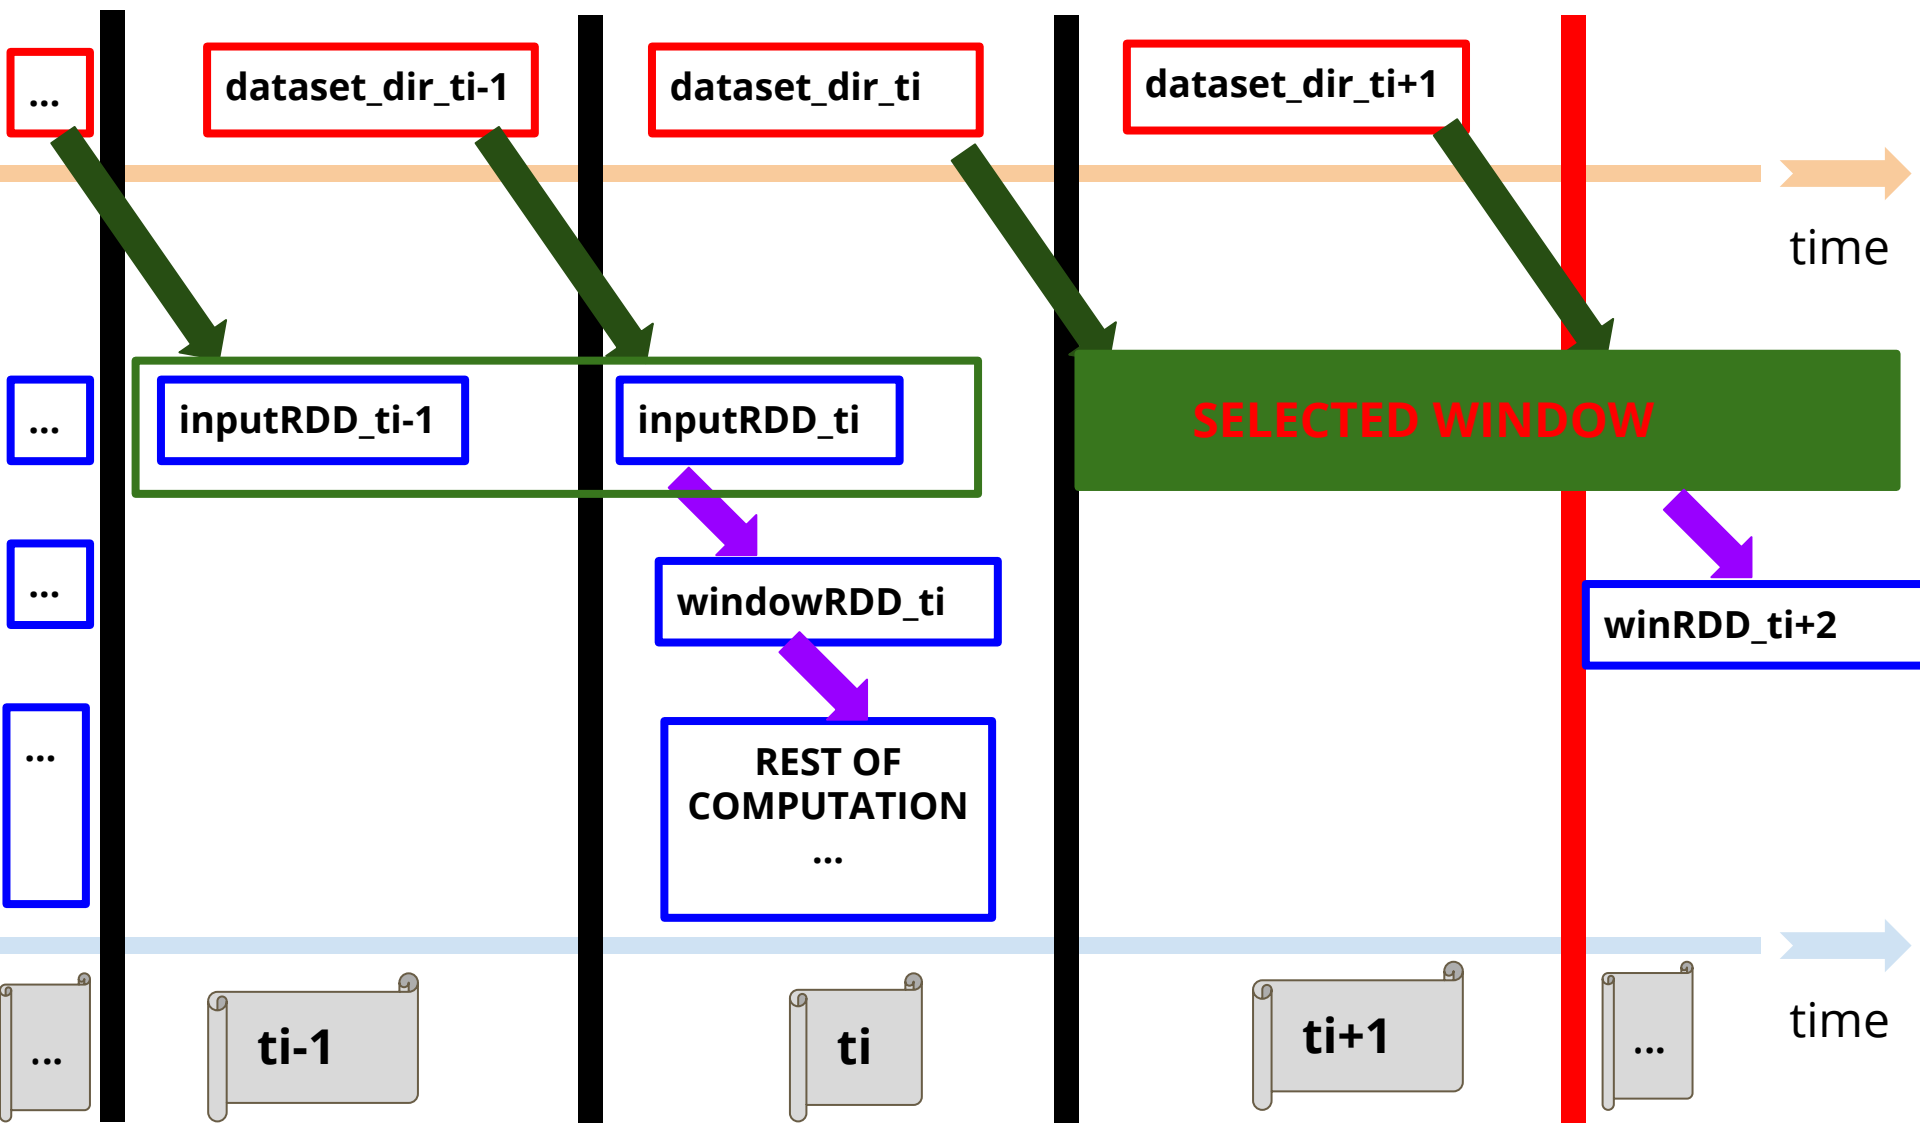 ...
dataset_dir_ti-1
dataset_dir_ti
dataset_dir_ti+1
time
...
inputRDD_ti-1
inputRDD_ti
SELECTED WINDOW
...
windowRDD_ti
winRDD_ti+2
...
REST OF
COMPUTATION
...
...
ti-1
ti
ti+1
...
time